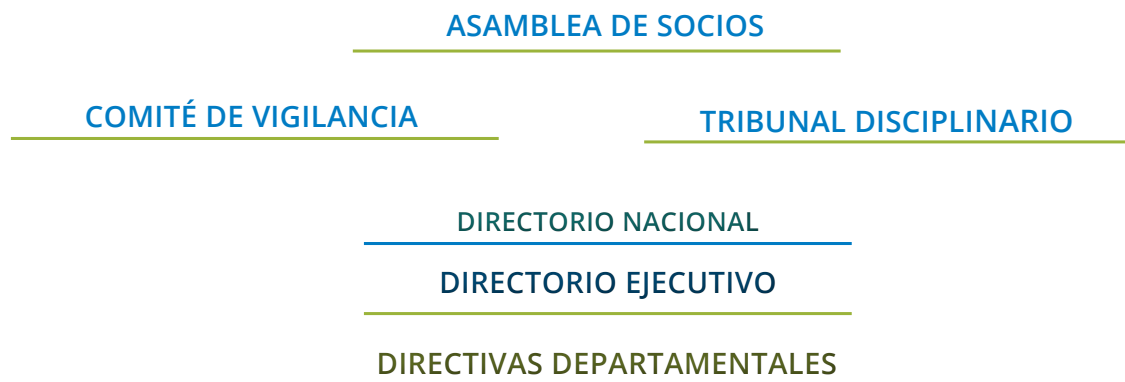 ASAMBLEA DE SOCIOS
COMITÉ DE VIGILANCIA
TRIBUNAL DISCIPLINARIO
DIRECTORIO NACIONAL
DIRECTORIO EJECUTIVO
DIRECTIVAS DEPARTAMENTALES